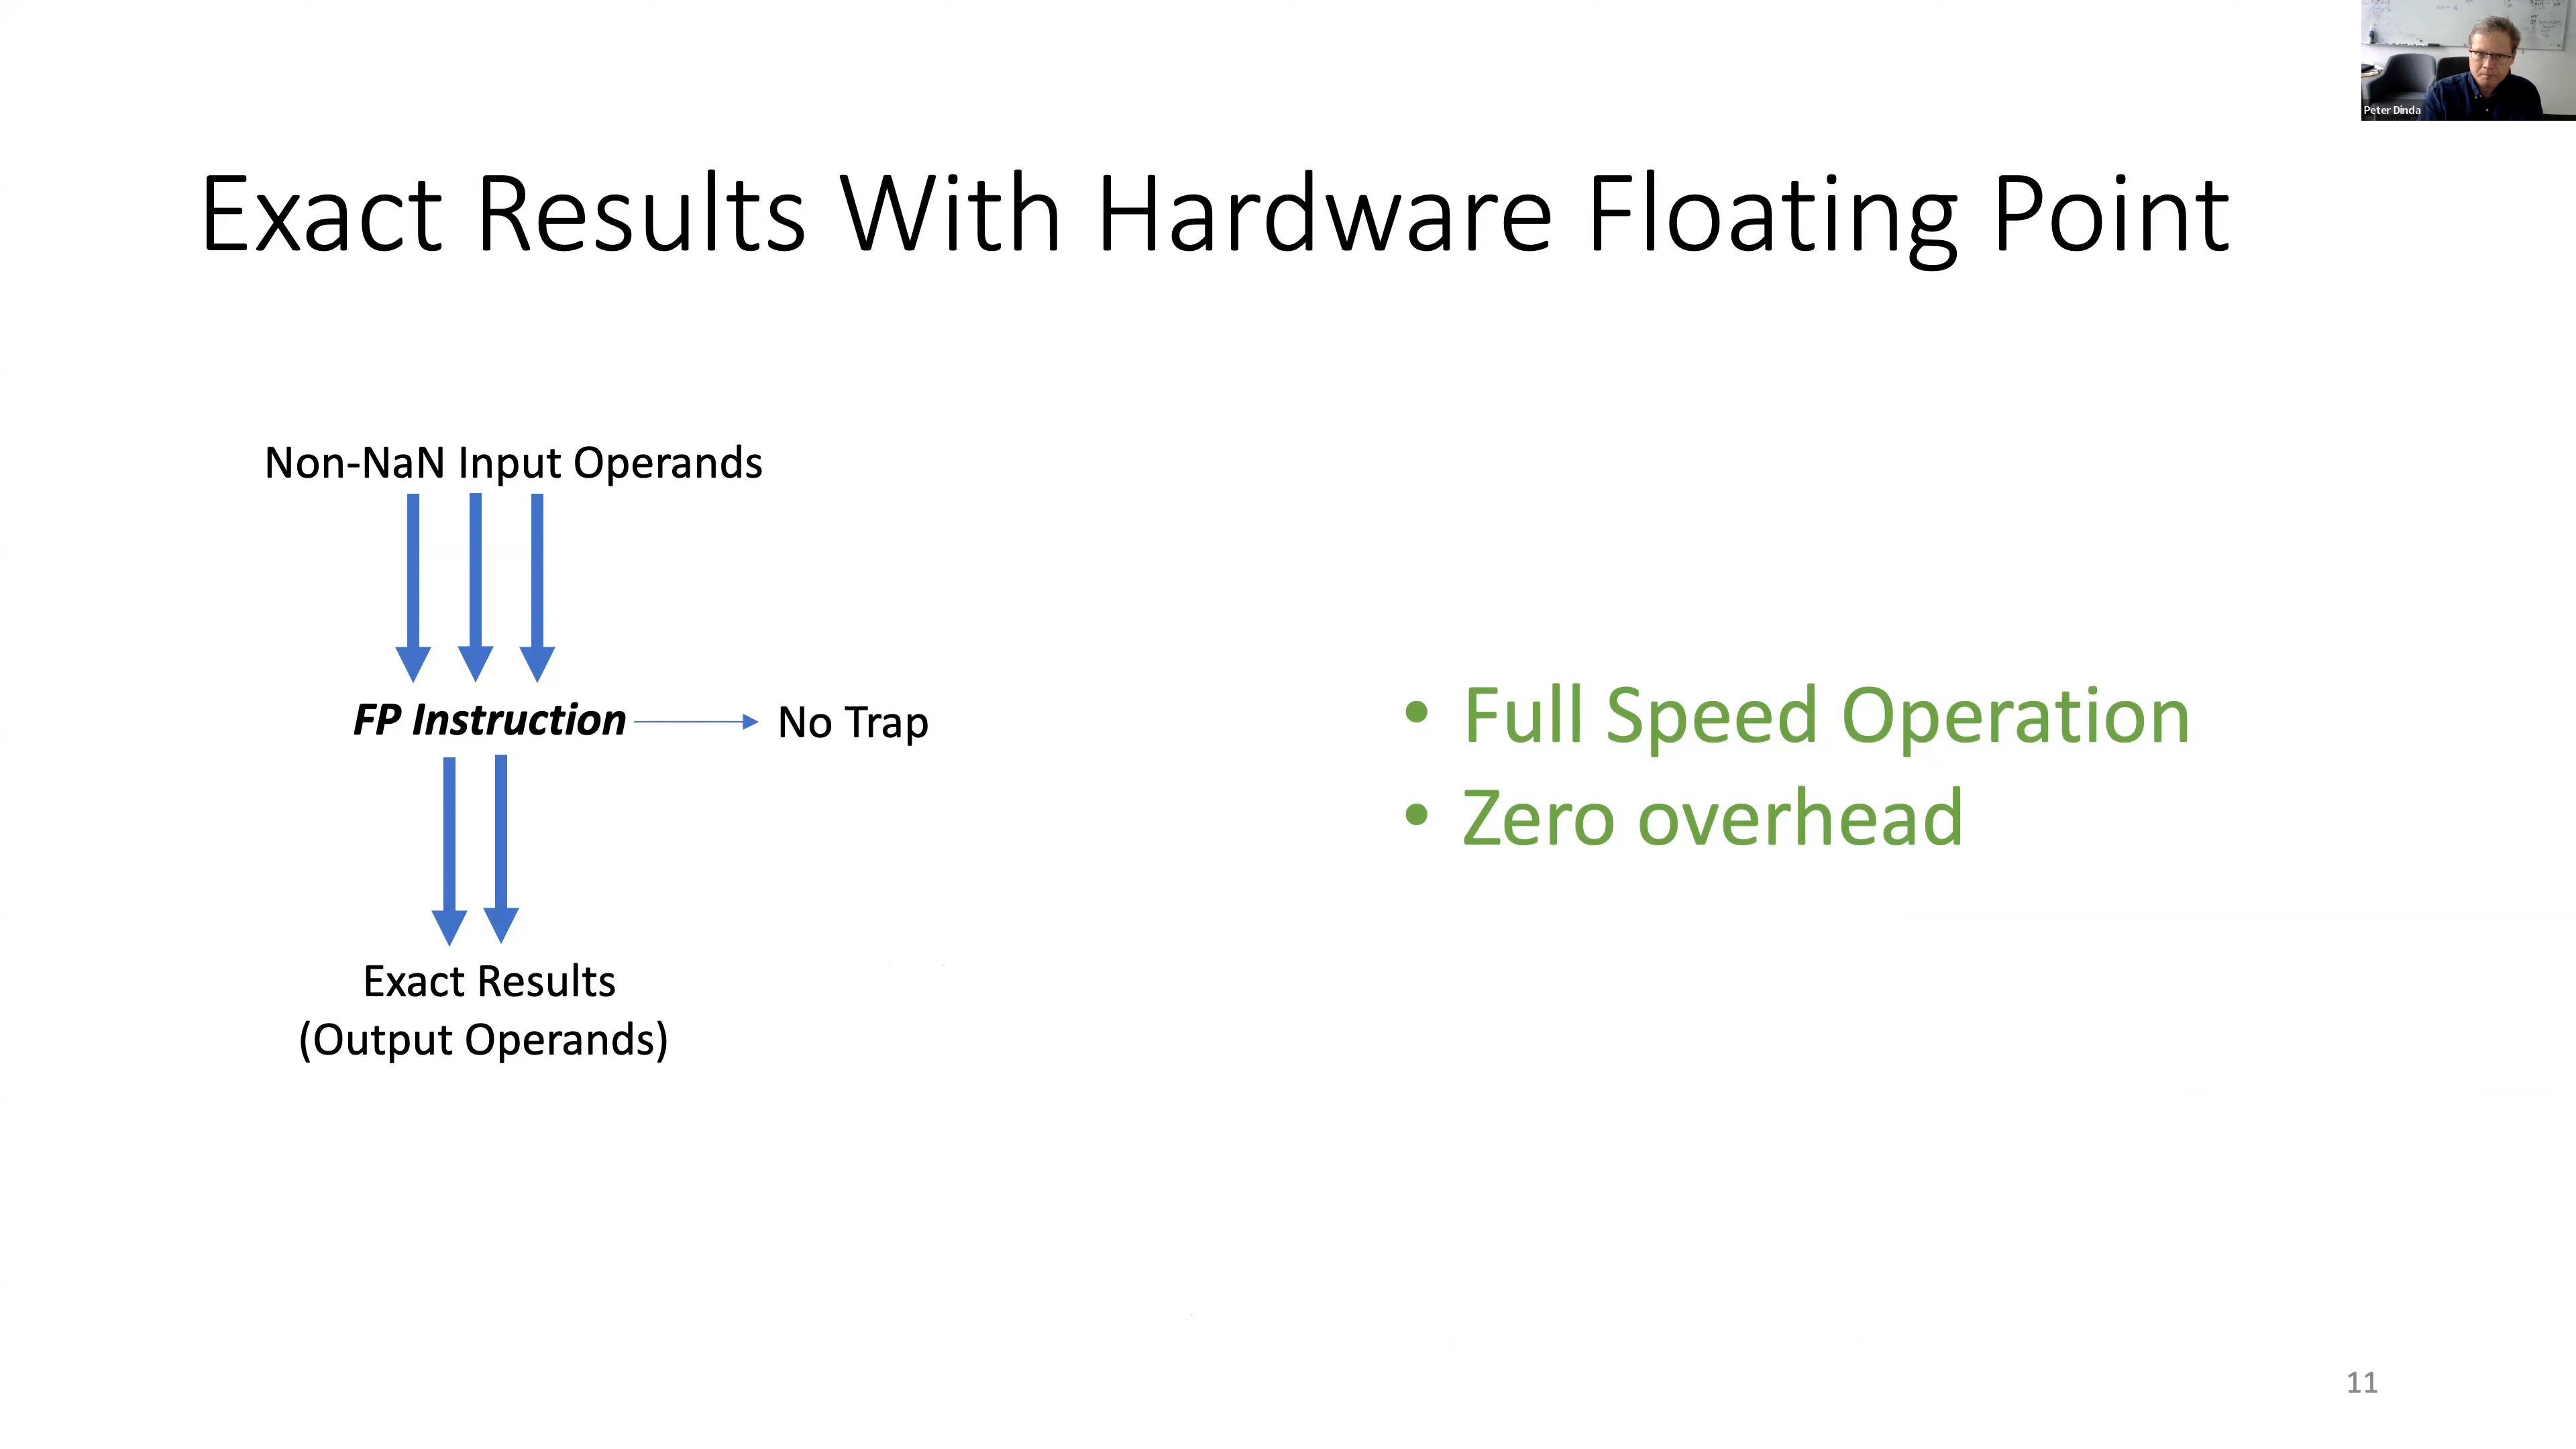 Peter Dinda
Exact Results With Hardware Floating Point
Non-NaN Input Operands
FP Instruction
No Trap
Exact Results
(Output Operands)
• Full Speed Operation
• Zero overhead
11